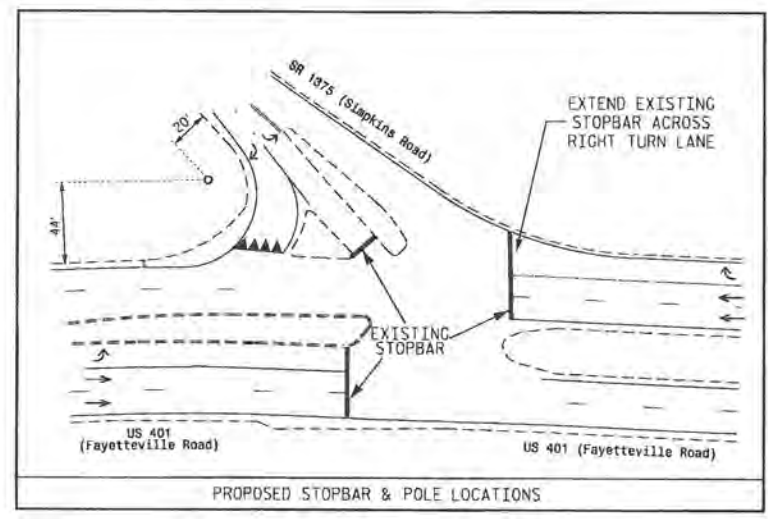 SR 1375 (Simpkins Road)
EXTEND EXISTING
STOPBAR ACROSS
RIGHT TURN LANE
20'
44'
EXISTING
STOPBAR
US 401
(Fayetteville Road)
US 401 (Fayetteville Road)
PROPOSED STOPBAR & POLE LOCATIONS